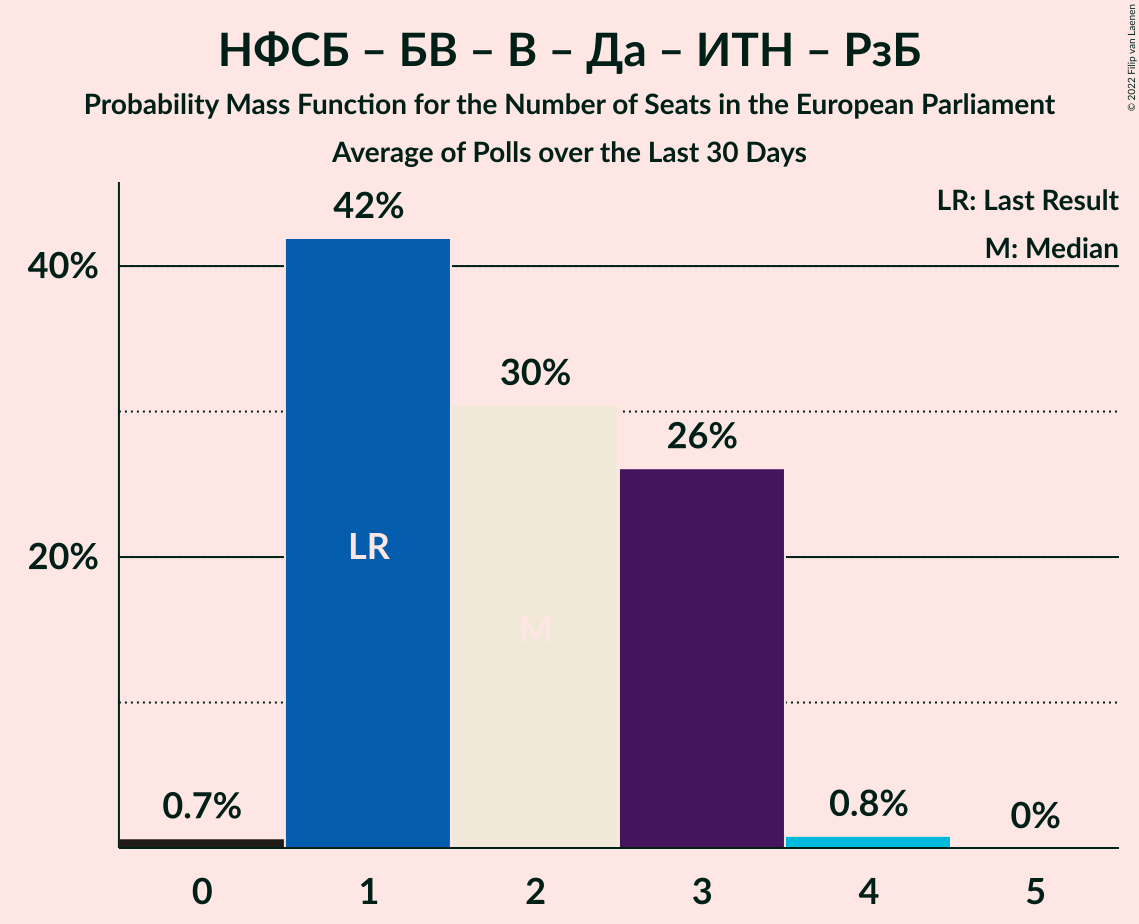 НФСБ – БВ – В – Да – ИТН – РзБ
Probability Mass Function for the Number of Seats in the European Parliament
Average of Polls over the Last 30 Days
© 2022 Filip van Laenen
LR: Last Result
M: Median
42%
40%
30%
26%
20%
LR
M
0.7%
0.8%
0%
0 1 2 3 4 5